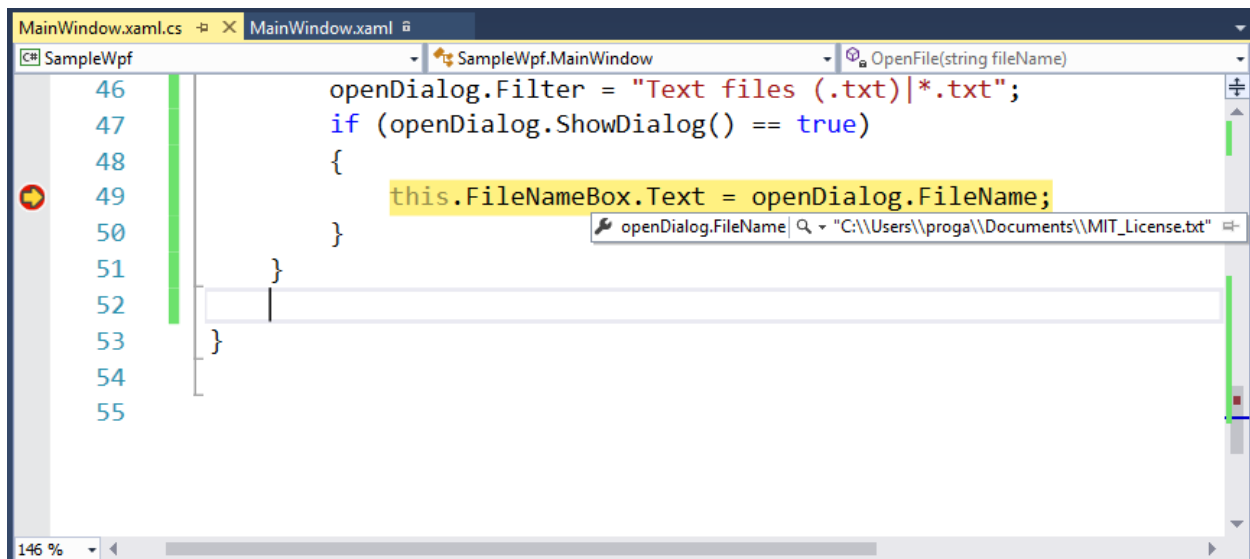 MainWindow.xaml.cs MainWindow.xaml
C# SampleWpf SampleWpf.MainWindow OpenFile(string fileName)
46 openDialog.Filter = "Text files (.txt)|*.txt";
47 if (openDialog.ShowDialog() == true)
48 {
49 this.FileNameBox.Text = openDialog.FileName;
openDialog.FileName "C:\\Users\\proga\\Documents\\MIT_License.txt"
50 }
51 }
52
53 }
54
55
146 %